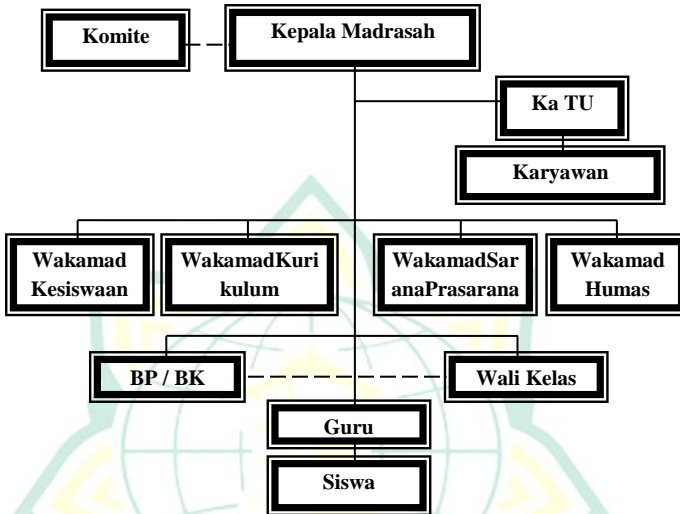 Komite
Kepala Madrasah
Ka TU
Karyawan
Wakamad
Kesiswaan
WakamadKuri
kulum
WakamadSar
anaPrasarana
Wakamad
Humas
BP / BK
Wali Kelas
Guru
Siswa